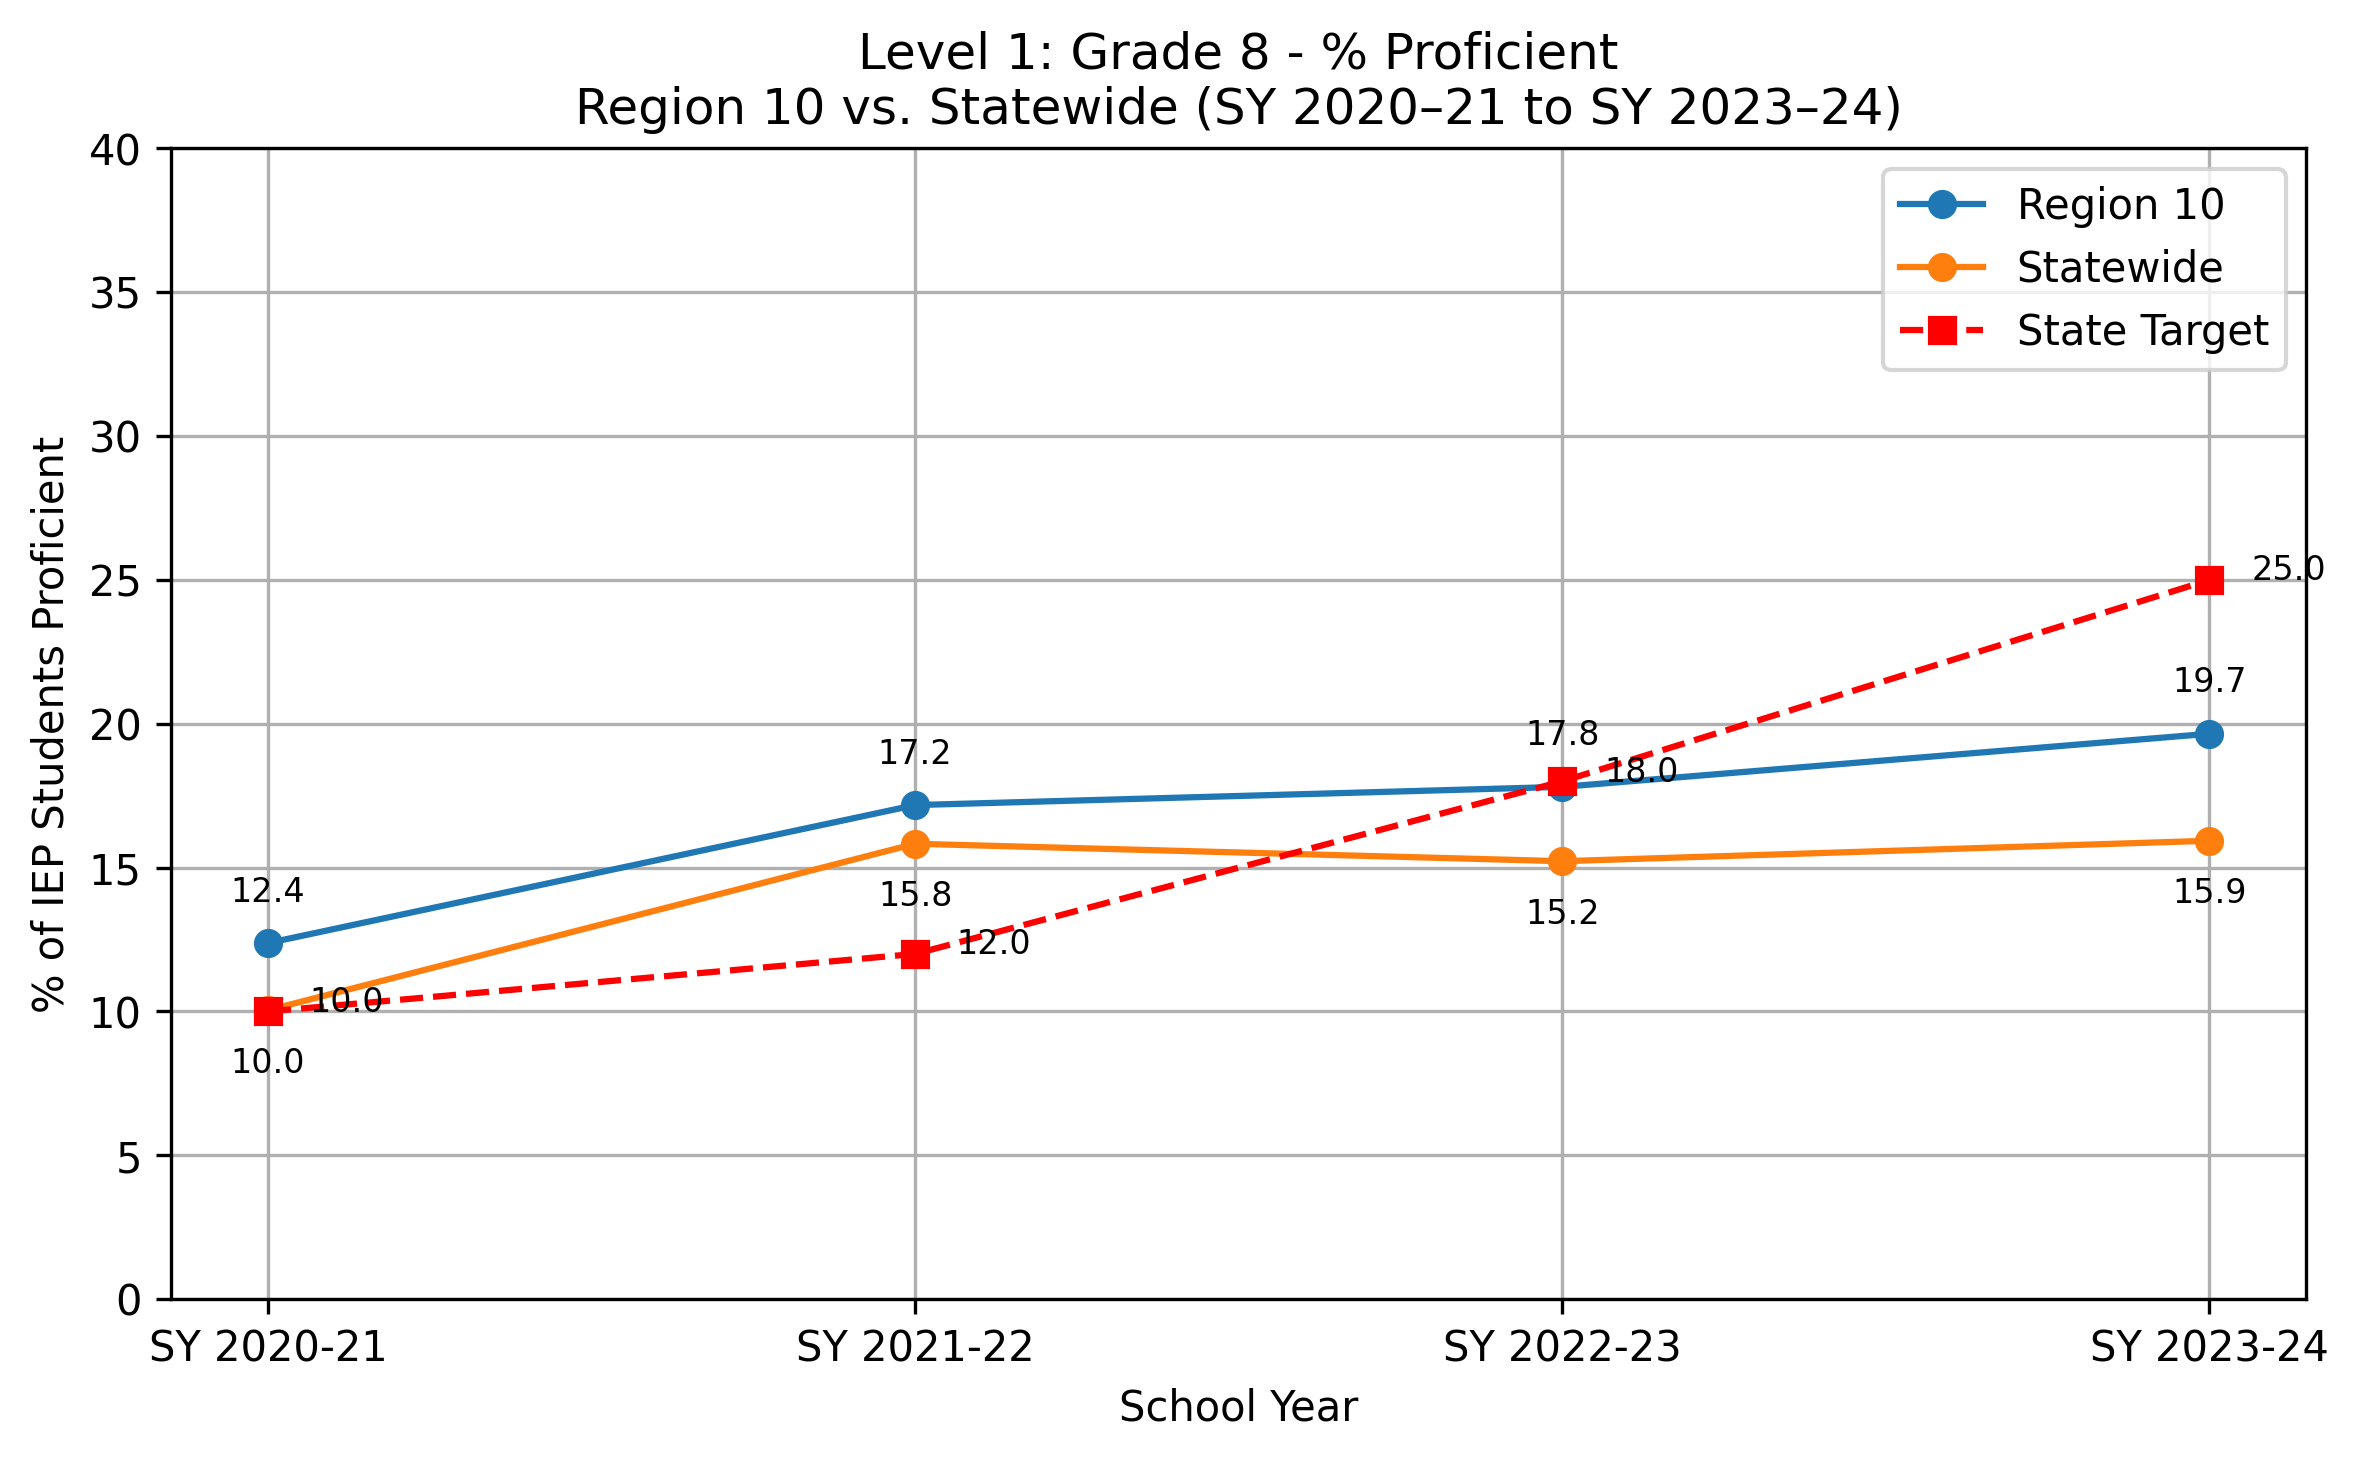 Level 1: Grade 8 - % Proficient
Region 10 vs. Statewide (SY 2020–21 to SY 2023–24)
% of IEP Students Proficient
40
35
30
25
20
15
10
5
0
Region 10
Statewide
State Target
25.0
19.7
17.8
17.2
18.0
12.4
15.8
15.2
15.9
12.0
10.0
10.0
SY 2020-21
SY 2021-22
SY 2022-23
SY 2023-24
School Year